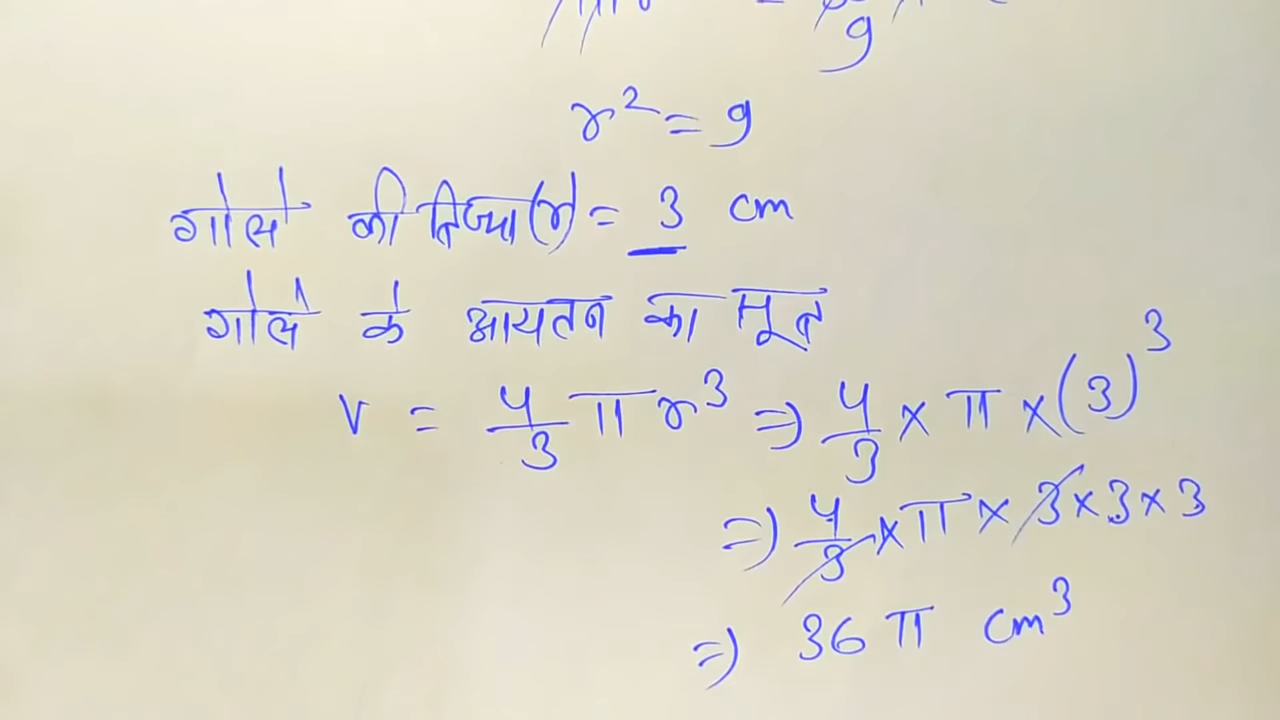 9
r² = 9
गोले की त्रिज्या (r) = 3 cm
गोले के आयतन का सूत्र
V = 4/3 π r³ ⇒ 4/3 × π × (3)³
⇒ 4/3 × π × 3 × 3 × 3
⇒ 36 π cm³